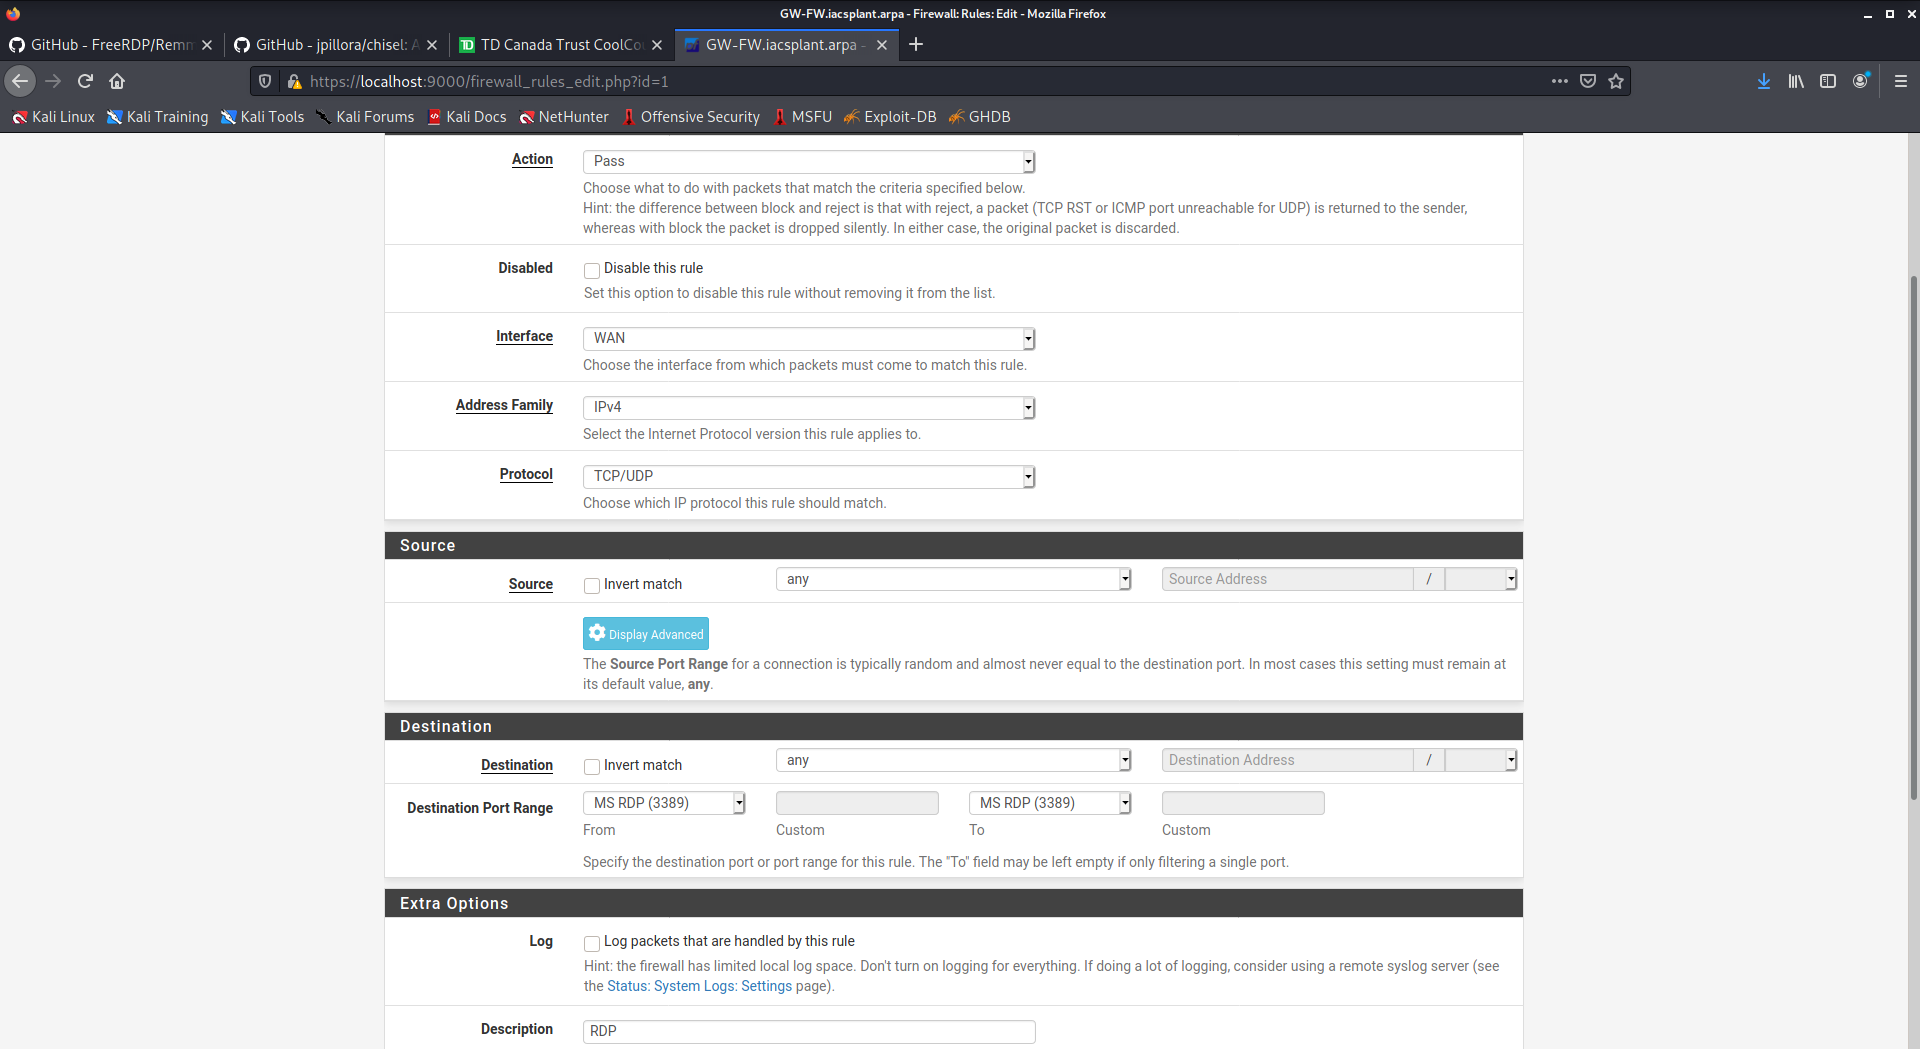 GW-FW.iacsplant.arpa - Firewall: Rules: Edit - Mozilla Firefox
GitHub - FreeRDP/Remm
GitHub - jpillora/chisel: A
TD Canada Trust CoolCo
GW-FW.iacsplant.arpa -
https://localhost:9000/firewall_rules_edit.php?id=1
Kali Linux Kali Training Kali Tools Kali Forums Kali Docs NetHunter Offensive Security MSFU Exploit-DB GHDB
Action
Pass
Choose what to do with packets that match the criteria specified below.
Hint: the difference between block and reject is that with reject, a packet (TCP RST or ICMP port unreachable for UDP) is returned to the sender,
whereas with block the packet is dropped silently. In either case, the original packet is discarded.
Disabled
Disable this rule
Set this option to disable this rule without removing it from the list.
Interface
WAN
Choose the interface from which packets must come to match this rule.
Address Family
IPv4
Select the Internet Protocol version this rule applies to.
Protocol
TCP/UDP
Choose which IP protocol this rule should match.
Source
Source
Invert match
any
Source Address
/
Display Advanced
The Source Port Range for a connection is typically random and almost never equal to the destination port. In most cases this setting must remain at
its default value, any.
Destination
Destination
Invert match
any
Destination Address
/
Destination Port Range
MS RDP (3389)
MS RDP (3389)
From
Custom
To
Custom
Specify the destination port or port range for this rule. The "To" field may be left empty if only filtering a single port.
Extra Options
Log
Log packets that are handled by this rule
Hint: the firewall has limited local log space. Don't turn on logging for everything. If doing a lot of logging, consider using a remote syslog server (see
the Status: System Logs: Settings page).
Description
RDP